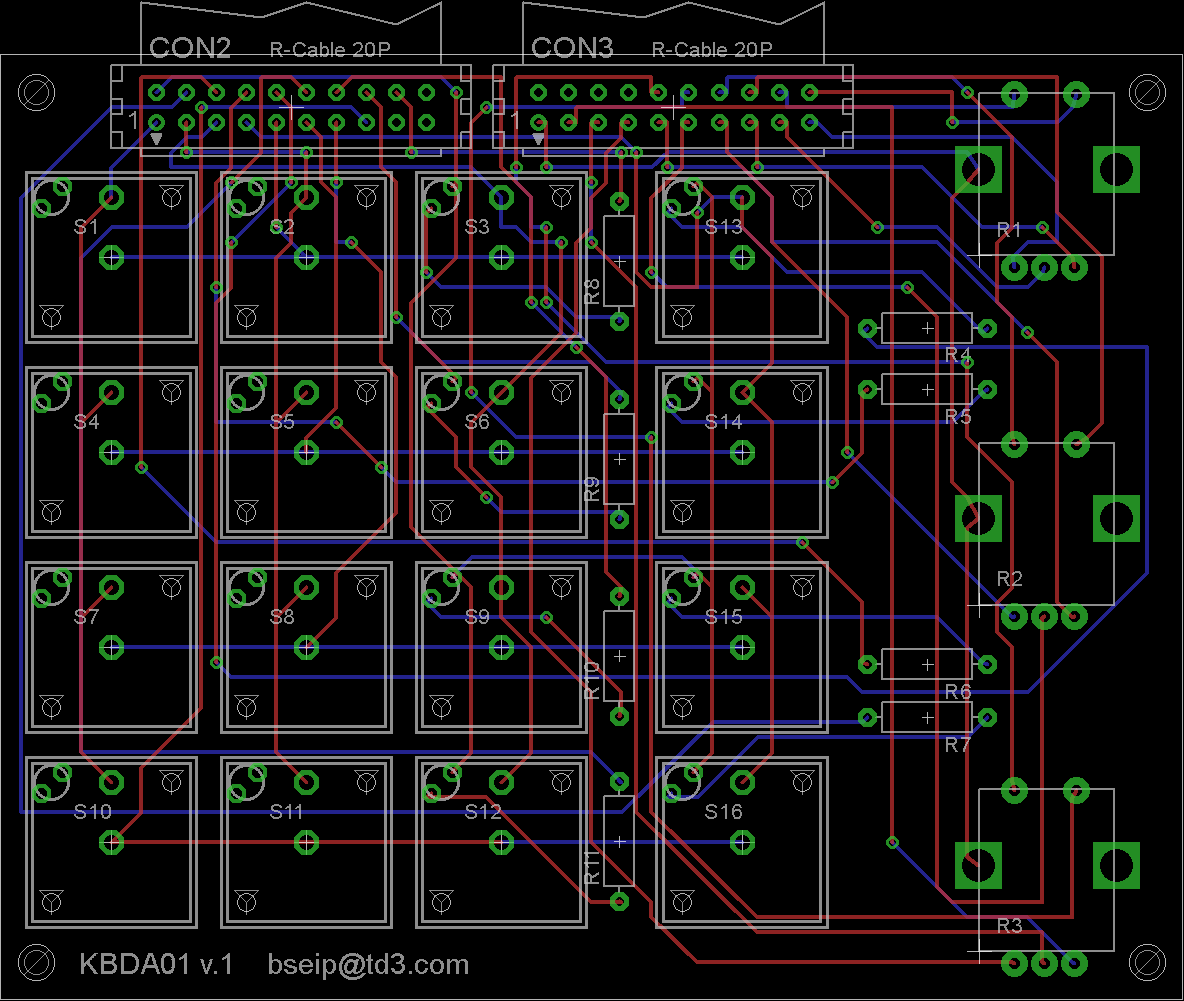 CON2 R-Cable 20P CON3 R-Cable 20P
1 1
S1 S2 S3 S13 R1
R8
R4
S4 S5 S6 S14 R5
R9
R2
S7 S8 S9 S15
R10
R6
R7
S10 S11 S12 S16
R11
R3
KBDA01 v.1 bseip@td3.com